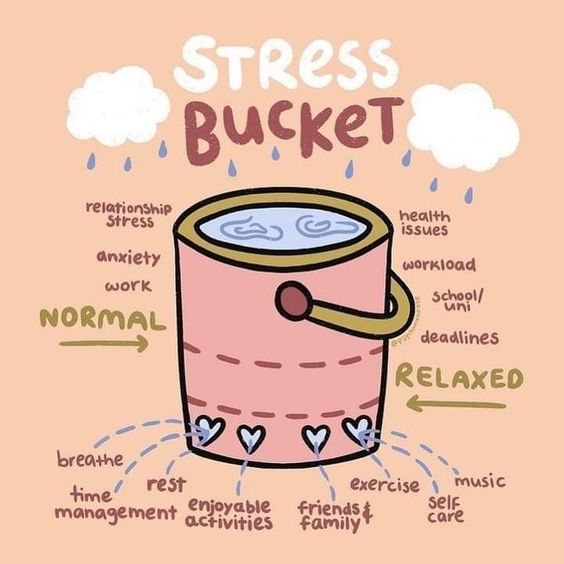 STRESS
BUCKET
relationship
stress
anxiety
work
NORMAL
health
issues
workload
school/
uni
deadlines
RELAXED
breathe
time
management
rest
enjoyable
activities
friends &
family
exercise
self
care
music